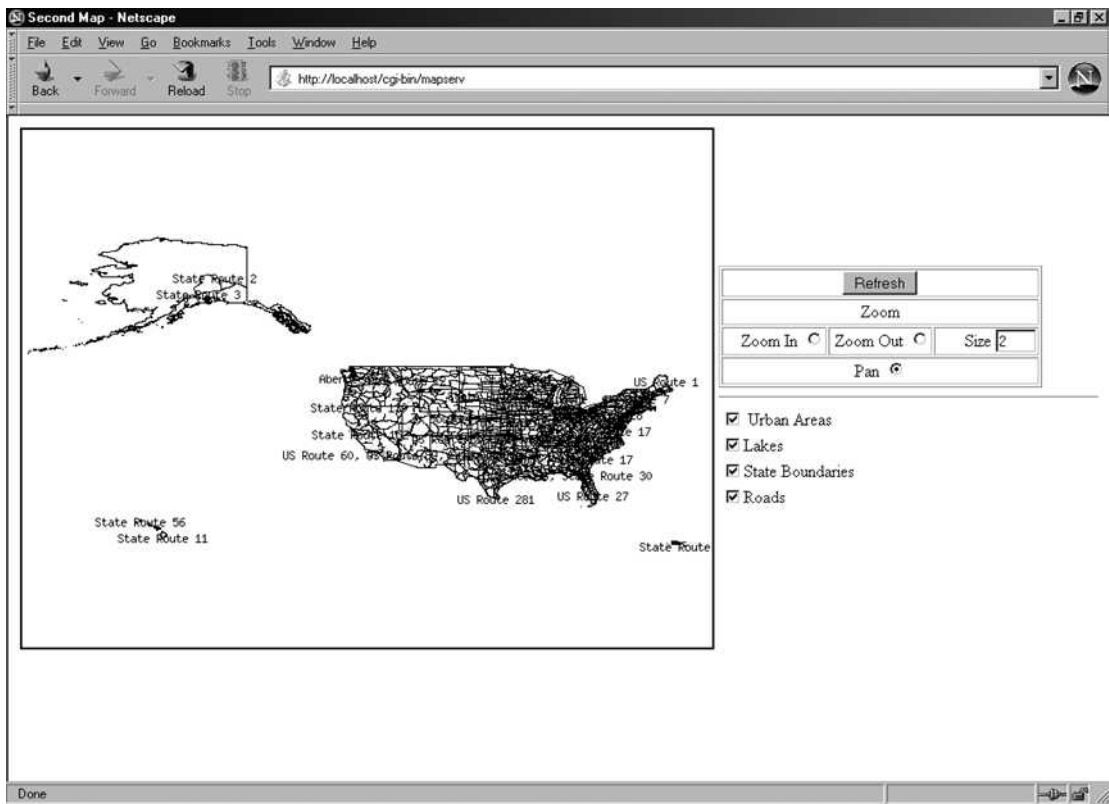 Second Map - Netscape
File Edit View Go Bookmarks Tools Window Help
Back Forward Reload Stop
http://localhost/cgi-bin/mapserv
State Route 2
State Route 3
US Route 1
State
17
State
US Route 60,
17
Route 30
US Route 281
US Route 27
State Route 56
State Route 11
State Route
Refresh
Zoom
Zoom In Zoom Out Size 2
Pan
Urban Areas
Lakes
State Boundaries
Roads
Done